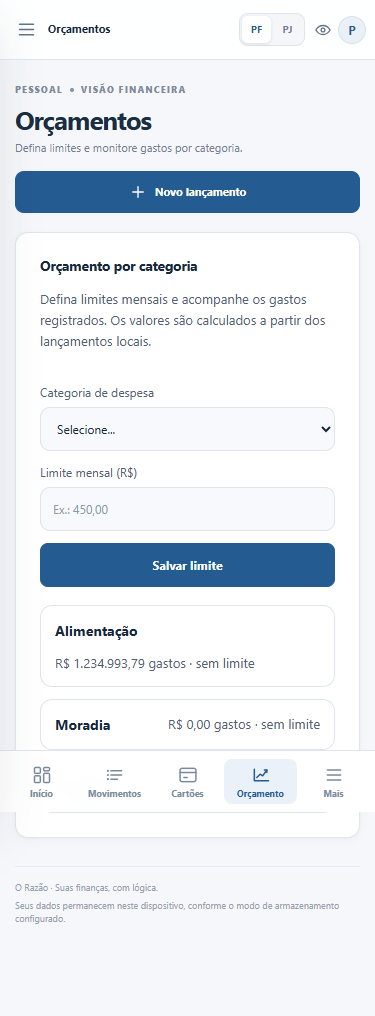 Orçamentos
PF
PJ
P
PESSOAL • VISÃO FINANCEIRA
Orçamentos
Defina limites e monitore gastos por categoria.
Novo lançamento
Orçamento por categoria
Defina limites mensais e acompanhe os gastos
registrados. Os valores são calculados a partir dos
lançamentos locais.
Categoria de despesa
Selecione...
Limite mensal (R$)
Ex.: 450,00
Salvar limite
Alimentação
R$ 1.234.993,79 gastos · sem limite
Moradia
R$ 0,00 gastos · sem limite
Início
Movimentos
Cartões
Orçamento
Mais
O Razão · Suas finanças, com lógica.
Seus dados permanecem neste dispositivo, conforme o modo de armazenamento
configurado.